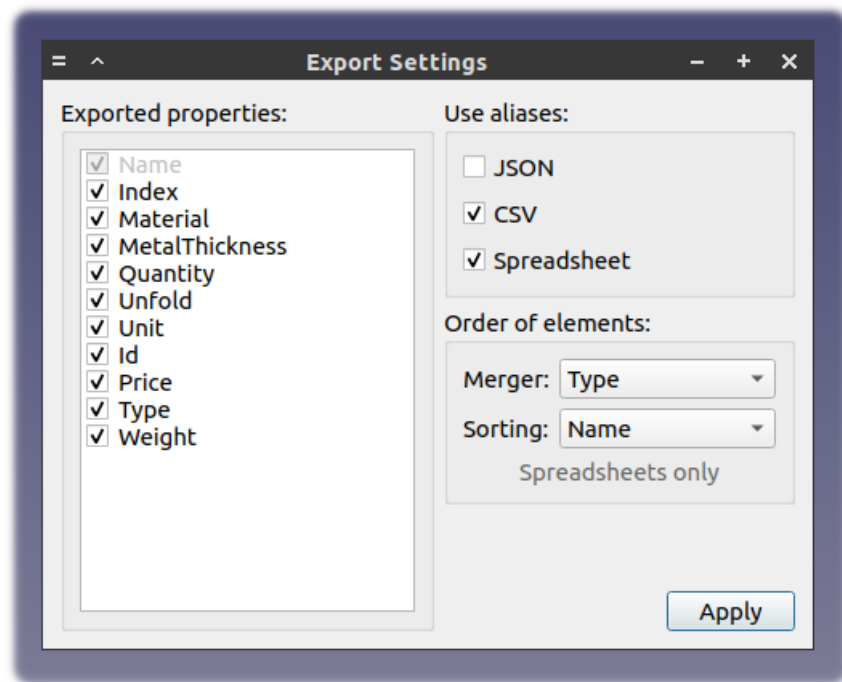 Export Settings
Exported properties:
Name
Index
Material
MetalThickness
Quantity
Unfold
Unit
Id
Price
Type
Weight
Use aliases:
JSON
CSV
Spreadsheet
Order of elements:
Merger: Type
Sorting: Name
Spreadsheets only
Apply